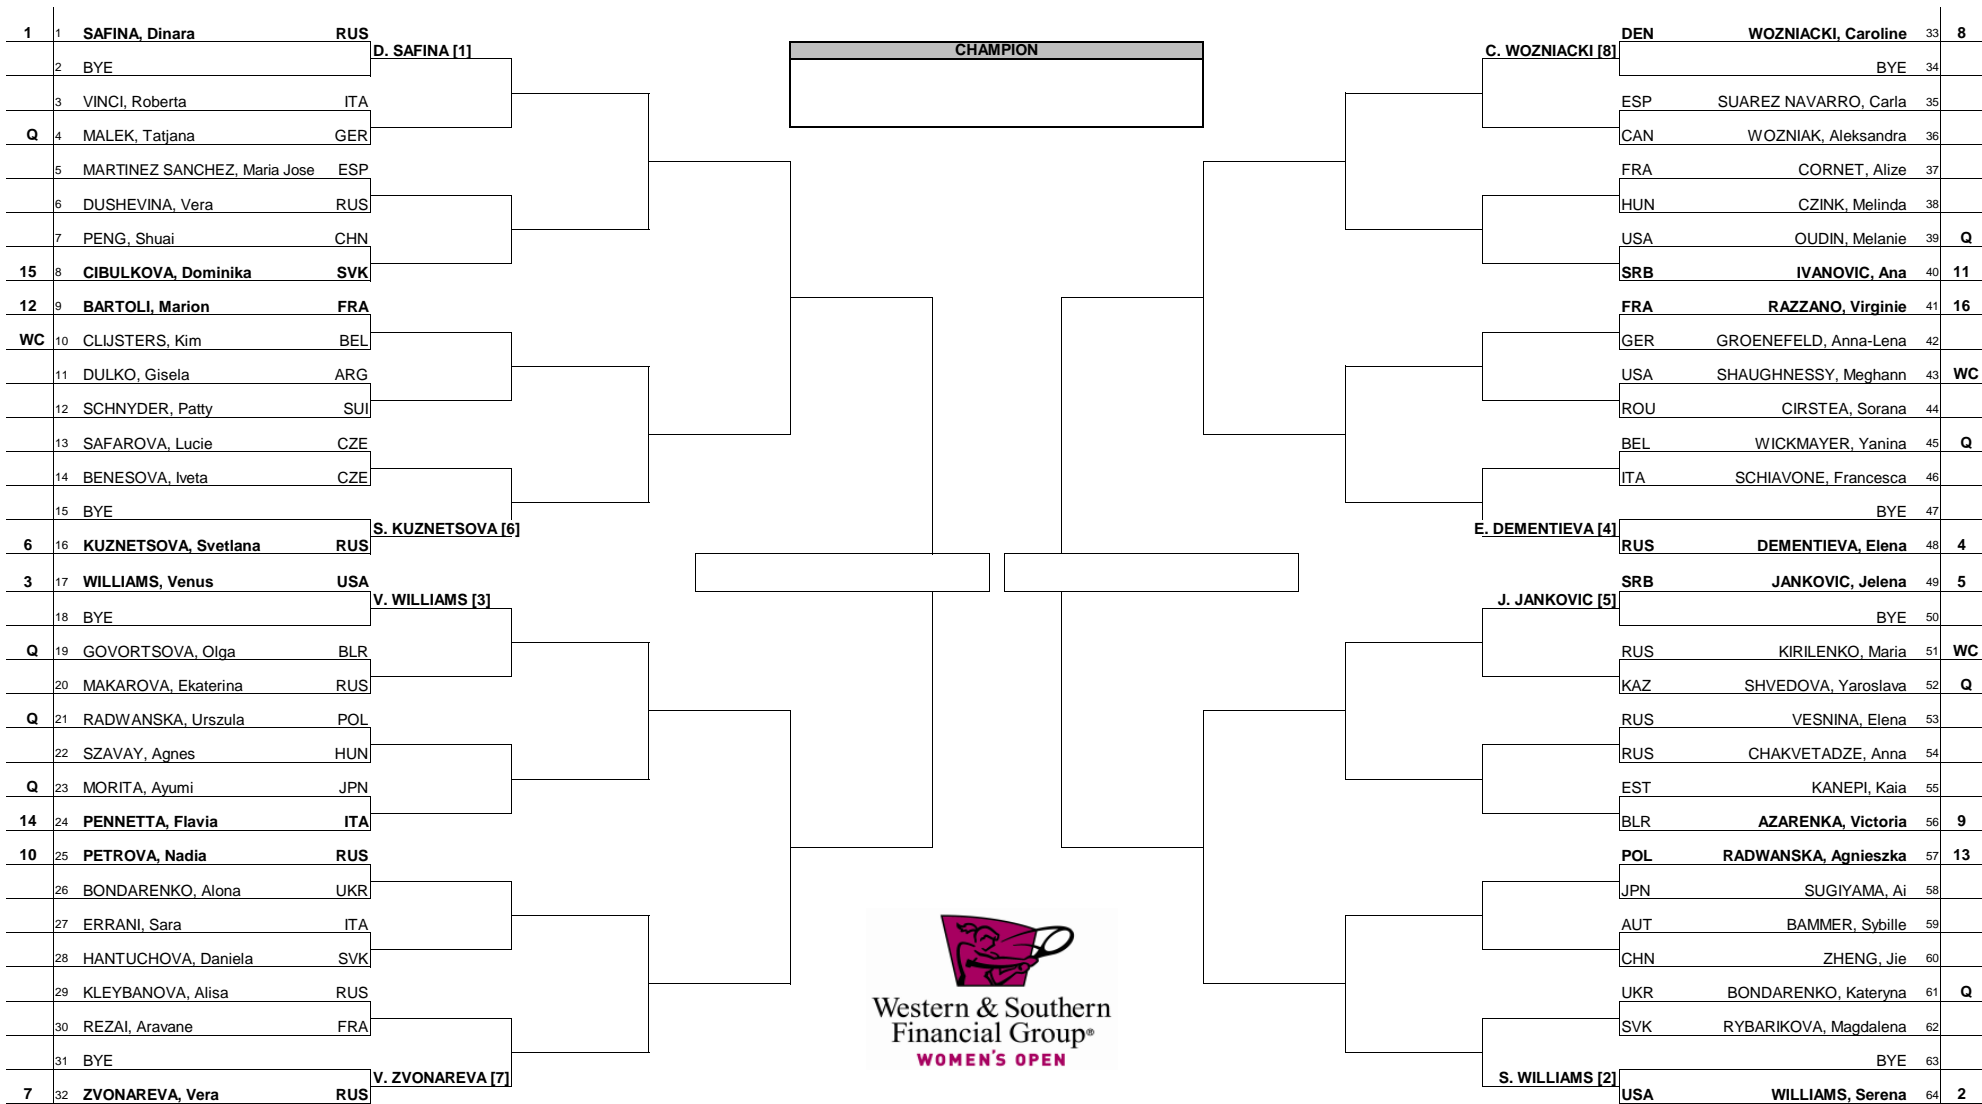 1 1 SAFINA, Dinara RUS
D. SAFINA [1]
2 BYE
3 VINCI, Roberta ITA
Q 4 MALEK, Tatjana GER
5 MARTINEZ SANCHEZ, Maria Jose ESP
6 DUSHEVINA, Vera RUS
7 PENG, Shuai CHN
15 8 CIBULKOVA, Dominika SVK
12 9 BARTOLI, Marion FRA
WC 10 CLIJSTERS, Kim BEL
11 DULKO, Gisela ARG
12 SCHNYDER, Patty SUI
13 SAFAROVA, Lucie CZE
14 BENESOVA, Iveta CZE
15 BYE
S. KUZNETSOVA [6]
6 16 KUZNETSOVA, Svetlana RUS
3 17 WILLIAMS, Venus USA
V. WILLIAMS [3]
18 BYE
Q 19 GOVORTSOVA, Olga BLR
20 MAKAROVA, Ekaterina RUS
Q 21 RADWANSKA, Urszula POL
22 SZAVAY, Agnes HUN
Q 23 MORITA, Ayumi JPN
14 24 PENNETTA, Flavia ITA
10 25 PETROVA, Nadia RUS
26 BONDARENKO, Alona UKR
27 ERRANI, Sara ITA
28 HANTUCHOVA, Daniela SVK
29 KLEYBANOVA, Alisa RUS
30 REZAI, Aravane FRA
31 BYE
V. ZVONAREVA [7]
7 32 ZVONAREVA, Vera RUS
CHAMPION
Western & Southern
Financial Group®
WOMEN'S OPEN
DEN WOZNIACKI, Caroline 33 8
C. WOZNIACKI [8]
BYE 34
ESP SUAREZ NAVARRO, Carla 35
CAN WOZNIAK, Aleksandra 36
FRA CORNET, Alize 37
HUN CZINK, Melinda 38
USA OUDIN, Melanie 39 Q
SRB IVANOVIC, Ana 40 11
FRA RAZZANO, Virginie 41 16
GER GROENEFELD, Anna-Lena 42
USA SHAUGHNESSY, Meghann 43 WC
ROU CIRSTEA, Sorana 44
BEL WICKMAYER, Yanina 45 Q
ITA SCHIAVONE, Francesca 46
BYE 47
E. DEMENTIEVA [4]
RUS DEMENTIEVA, Elena 48 4
SRB JANKOVIC, Jelena 49 5
J. JANKOVIC [5]
BYE 50
RUS KIRILENKO, Maria 51 WC
KAZ SHVEDOVA, Yaroslava 52 Q
RUS VESNINA, Elena 53
RUS CHAKVETADZE, Anna 54
EST KANEPI, Kaia 55
BLR AZARENKA, Victoria 56 9
POL RADWANSKA, Agnieszka 57 13
JPN SUGIYAMA, Ai 58
AUT BAMMER, Sybille 59
CHN ZHENG, Jie 60
UKR BONDARENKO, Kateryna 61 Q
SVK RYBARIKOVA, Magdalena 62
BYE 63
S. WILLIAMS [2]
USA WILLIAMS, Serena 64 2